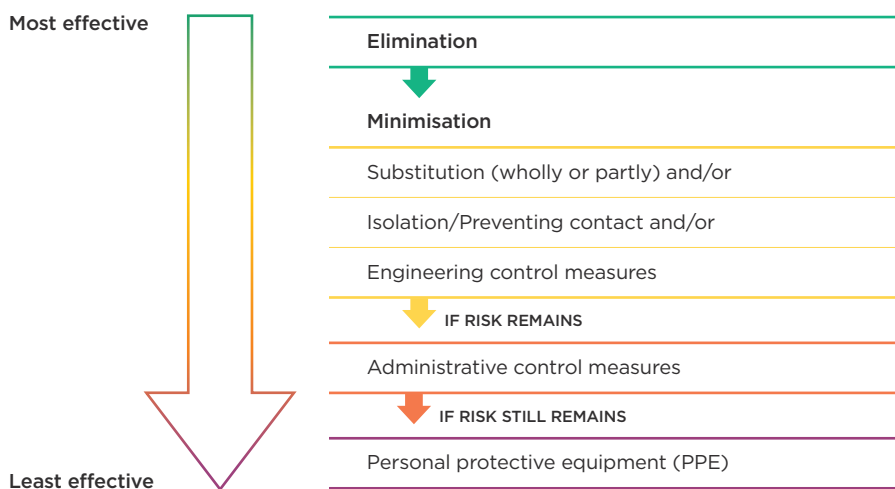 Most effective
Elimination
Minimisation
Substitution (wholly or partly) and/or
Isolation/Preventing contact and/or
Engineering control measures
IF RISK REMAINS
Administrative control measures
IF RISK STILL REMAINS
Personal protective equipment (PPE)
Least effective